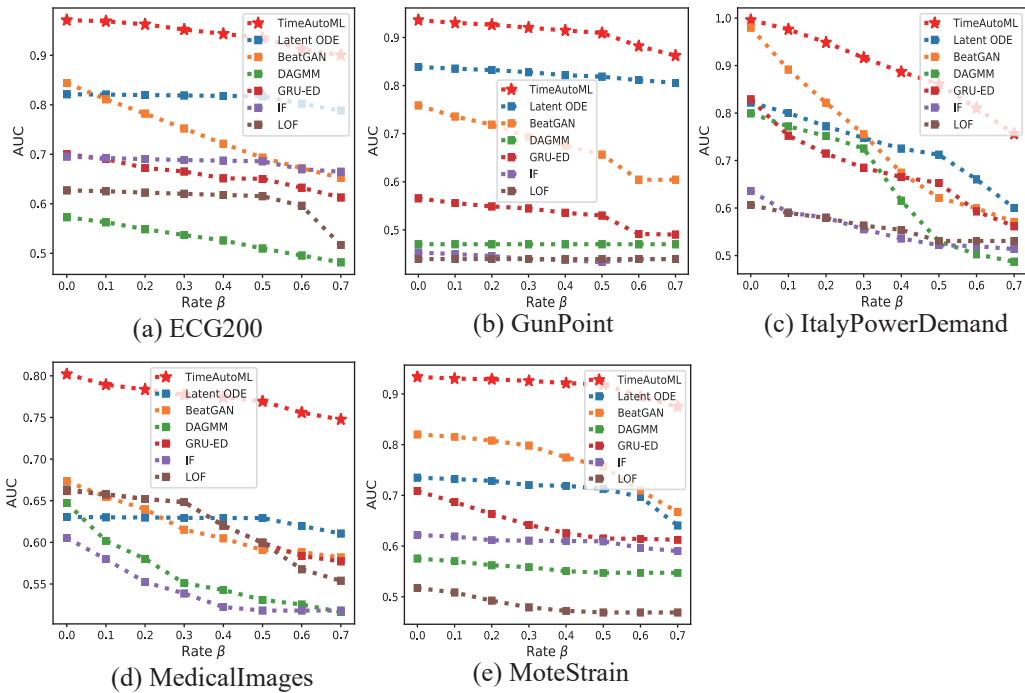 TimeAutoML
Latent ODE
BeatGAN
DAGMM
GRU-ED
IF
LOF
AUC
0.9
0.8
0.7
0.6
0.5
0.0 0.1 0.2 0.3 0.4 0.5 0.6 0.7
Rate β
(a) ECG200
TimeAutoML
Latent ODE
BeatGAN
DAGMM
GRU-ED
IF
LOF
AUC
0.9
0.8
0.7
0.6
0.5
0.0 0.1 0.2 0.3 0.4 0.5 0.6 0.7
Rate β
(b) GunPoint
TimeAutoML
Latent ODE
BeatGAN
DAGMM
GRU-ED
IF
LOF
AUC
1.0
0.9
0.8
0.7
0.6
0.5
0.0 0.1 0.2 0.3 0.4 0.5 0.6 0.7
Rate β
(c) ItalyPowerDemand
TimeAutoML
Latent ODE
BeatGAN
DAGMM
GRU-ED
IF
LOF
AUC
0.80
0.75
0.70
0.65
0.60
0.55
0.0 0.1 0.2 0.3 0.4 0.5 0.6 0.7
Rate β
(d) MedicalImages
TimeAutoML
Latent ODE
BeatGAN
DAGMM
GRU-ED
IF
LOF
AUC
0.9
0.8
0.7
0.6
0.5
0.0 0.1 0.2 0.3 0.4 0.5 0.6 0.7
Rate β
(e) MoteStrain